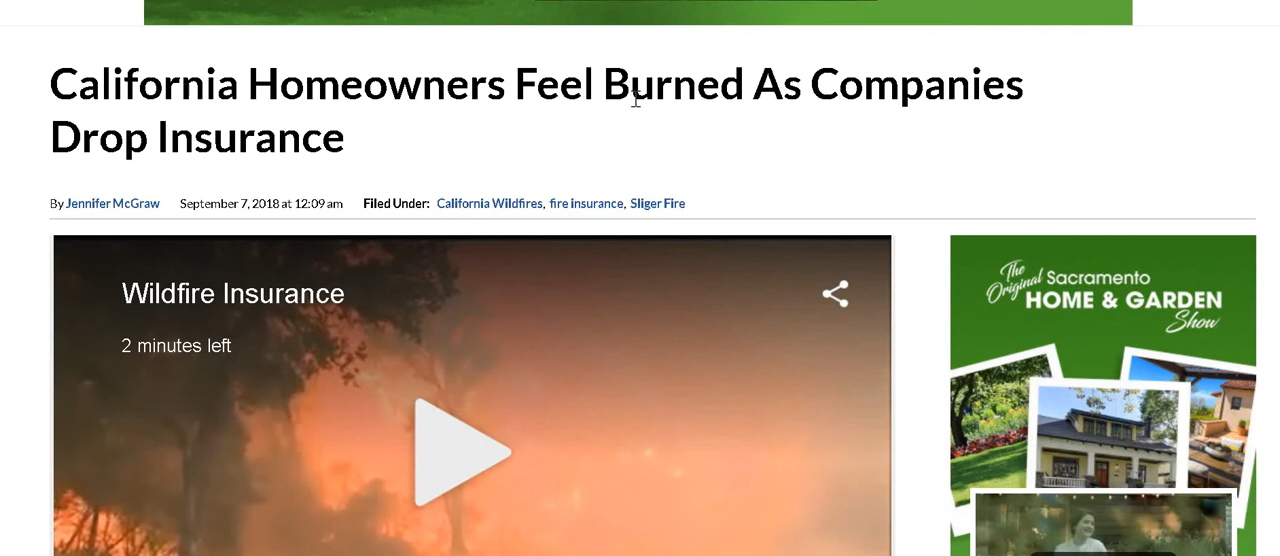 California Homeowners Feel Burned As Companies
Drop Insurance
By Jennifer McGraw September 7, 2018 at 12:09 am Filed Under: California Wildfires, fire insurance, Sliger Fire
Wildfire Insurance
2 minutes left
The
Original Sacramento
HOME & GARDEN
Show